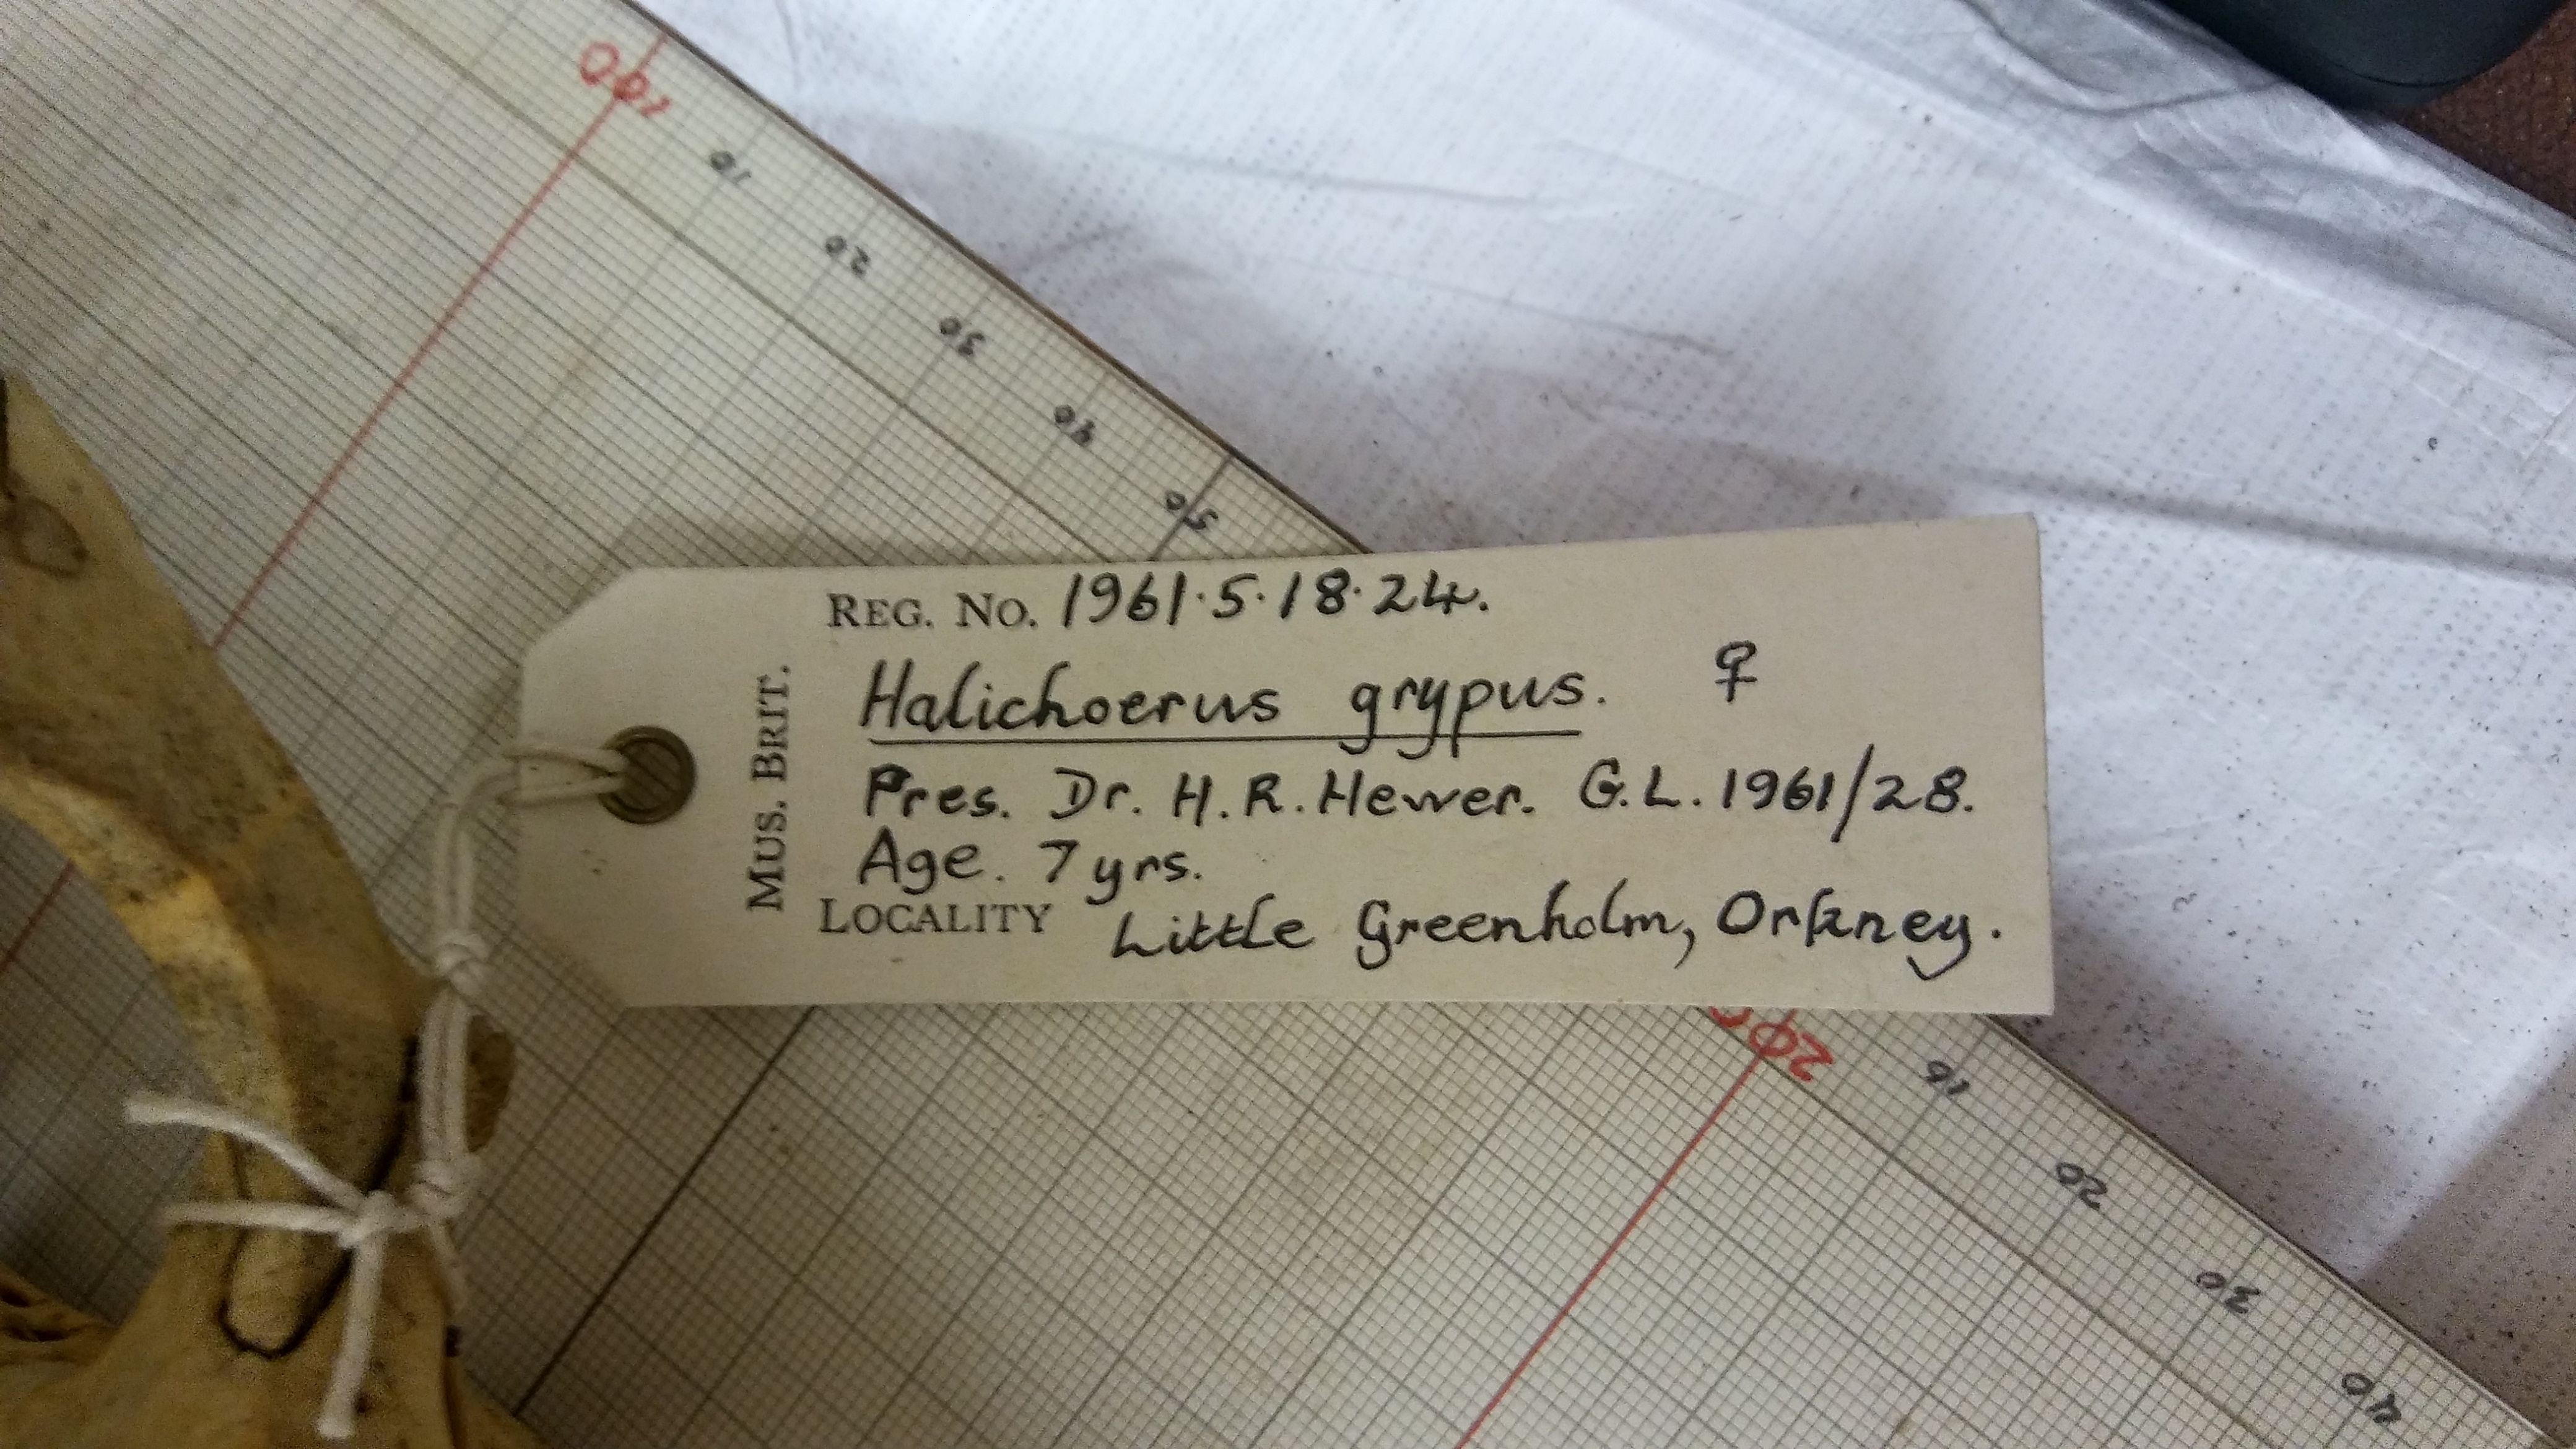 MUS. BRIT.
REG. NO. 1961.5.18.24.
Halichoerus grypus. ♀
Pres. Dr. H.R. Hewer. G.L. 1961/28.
Age. 7 yrs.
LOCALITY Little Greenholm, Orkney.
100
10
20
30
40
50
200
10
20
30
40